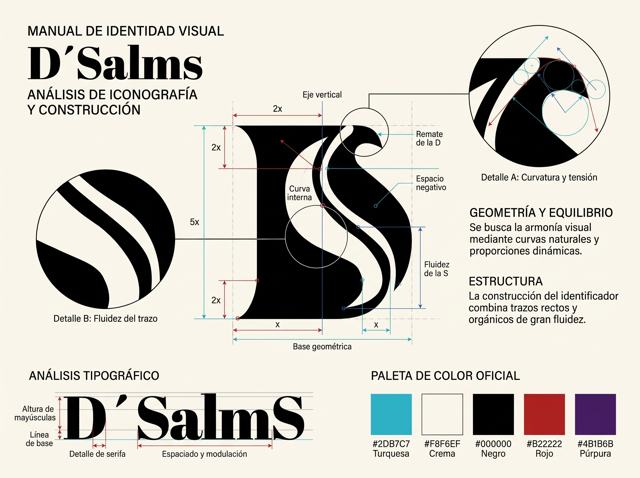 MANUAL DE IDENTIDAD VISUAL
D´Salms
ANÁLISIS DE ICONOGRAFÍA
Y CONSTRUCCIÓN
Eje vertical
2x
2x
5x
2x
x
x
Curva
interna
Remate
de la D
Espacio
negativo
Fluidez
de la S
Base geométrica
Detalle A: Curvatura y tensión
Detalle B: Fluidez del trazo
GEOMETRÍA Y EQUILIBRIO
Se busca la armonía visual
mediante curvas naturales y
proporciones dinámicas.
ESTRUCTURA
La construcción del identificador
combina trazos rectos y
orgánicos de gran fluidez.
ANÁLISIS TIPOGRÁFICO
Altura de
mayúsculas
Línea
de base
D´SalmS
Detalle de serifa
Espaciado y modulación
PALETA DE COLOR OFICIAL
#2DB7C7
Turquesa
#F8F6EF
Crema
#000000
Negro
#B22222
Rojo
#4B1B6B
Púrpura